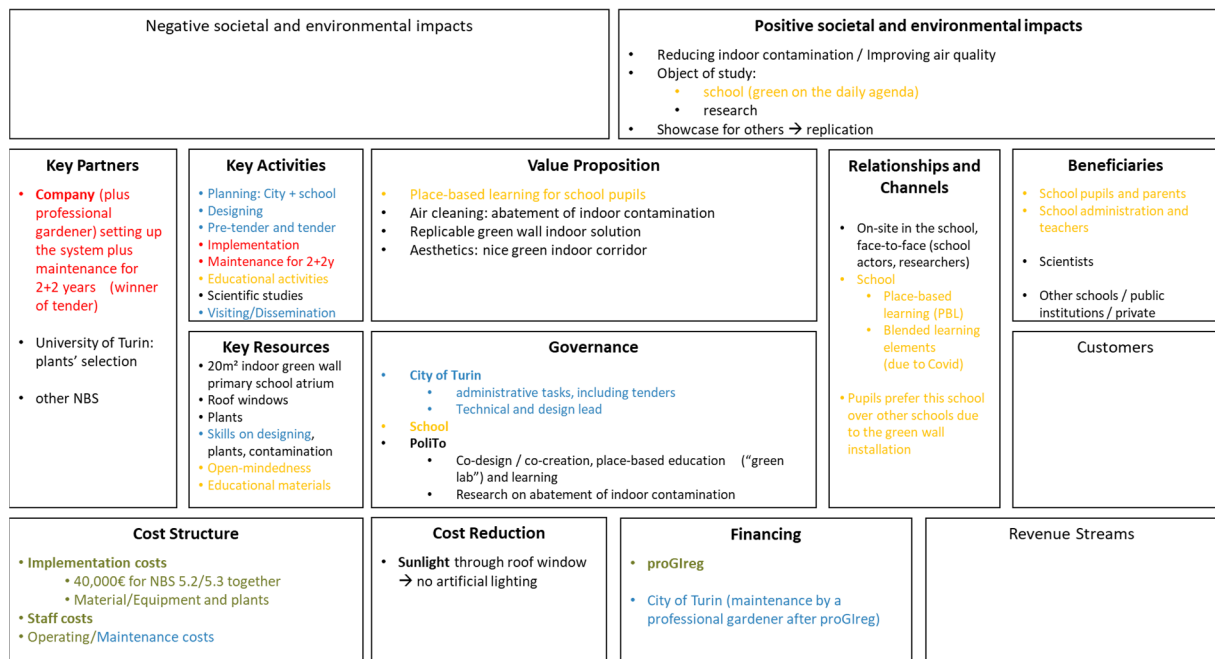 Negative societal and environmental impacts
Positive societal and environmental impacts
• Reducing indoor contamination / Improving air quality
• Object of study:
• school (green on the daily agenda)
• research
• Showcase for others → replication
Key Partners
• Company (plus
professional
gardener) setting up
the system plus
maintenance for
2+2 years (winner
of tender)
• University of Turin:
plants' selection
• other NBS
Key Activities
• Planning: City + school
• Designing
• Pre-tender and tender
• Implementation
• Maintenance for 2+2y
• Educational activities
• Scientific studies
• Visiting/Dissemination
Key Resources
• 20m² indoor green wall
primary school atrium
• Roof windows
• Plants
• Skills on designing,
plants, contamination
• Open-mindedness
• Educational materials
Value Proposition
• Place-based learning for school pupils
• Air cleaning: abatement of indoor contamination
• Replicable green wall indoor solution
• Aesthetics: nice green indoor corridor
Governance
• City of Turin
• administrative tasks, including tenders
• Technical and design lead
• School
• PoliTo
• Co-design / co-creation, place-based education ("green
lab") and learning
• Research on abatement of indoor contamination
Relationships and
Channels
• On-site in the school,
face-to-face (school
actors, researchers)
• School
• Place-based
learning (PBL)
• Blended learning
elements
(due to Covid)
• Pupils prefer this school
over other schools due
to the green wall
installation
Beneficiaries
• School pupils and parents
• School administration and
teachers
• Scientists
• Other schools / public
institutions / private
Customers
Cost Structure
• Implementation costs
• 40,000€ for NBS 5.2/5.3 together
• Material/Equipment and plants
• Staff costs
• Operating/Maintenance costs
Cost Reduction
• Sunlight through roof window
→ no artificial lighting
Financing
• proGIreg
• City of Turin (maintenance by a
professional gardener after proGIreg)
Revenue Streams